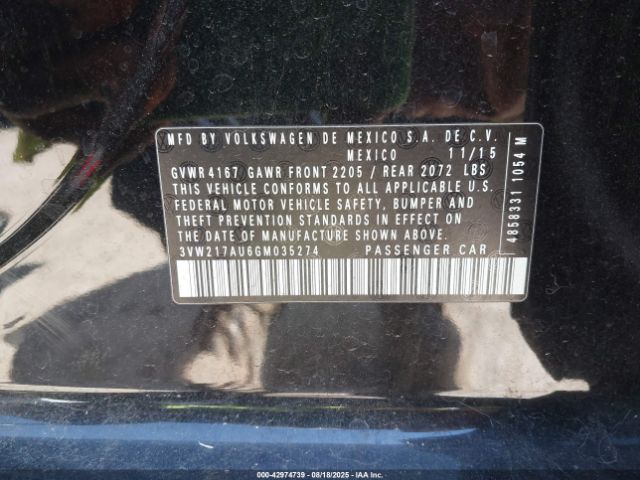 MFD BY VOLKSWAGEN DE MEXICO S.A. DE C.V.
MEXICO 11/15
GVWR 4167 GAWR FRONT 2205 / REAR 2072 LBS
THIS VEHICLE CONFORMS TO ALL APPLICABLE U.S.
FEDERAL MOTOR VEHICLE SAFETY, BUMPER AND
THEFT PREVENTION STANDARDS IN EFFECT ON
THE DATE OF MANUFACTURE SHOWN ABOVE.
3VW217AU6GM035274 PASSENGER CAR
4858331 1054 M
000-42974739 - 08/18/2025 - IAA Inc.